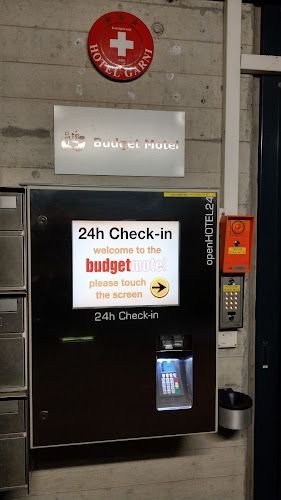 HOTEL GARNI
Budget Motel
24h Check-in
welcome to the
budgetmotel
please touch
the screen
24h Check-in
openHOTEL24